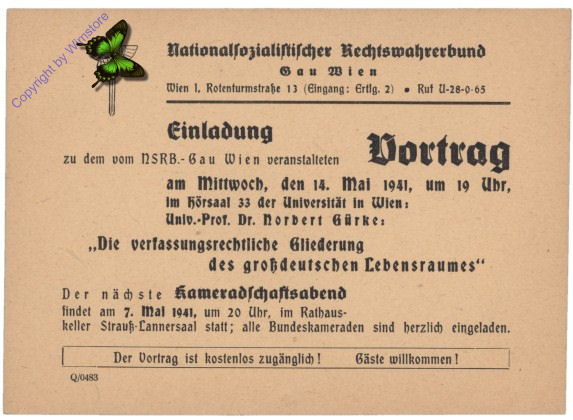 Copyright by Wimstore
Nationalsozialistischer Rechtswahrerbund
Gau Wien
Wien 1, Rotenturmstraße 13 (Eingang: Ertlg. 2) • Ruf U-28-0-65
Einladung
zu dem vom NSRB.-Gau Wien veranstalteten Vortrag
am Mittwoch, den 14. Mai 1941, um 19 Uhr,
im Hörsaal 33 der Universität in Wien:
Univ.-Prof. Dr. Norbert Gürke:
„Die verfassungsrechtliche Gliederung
des großdeutschen Lebensraumes“
Der nächste Kameradschaftsabend
findet am 7. Mai 1941, um 20 Uhr, im Rathaus-
keller Strauß-Lannersaal statt; alle Bundeskameraden sind herzlich eingeladen.
Der Vortrag ist kostenlos zugänglich! Gäste willkommen!
Q/0483